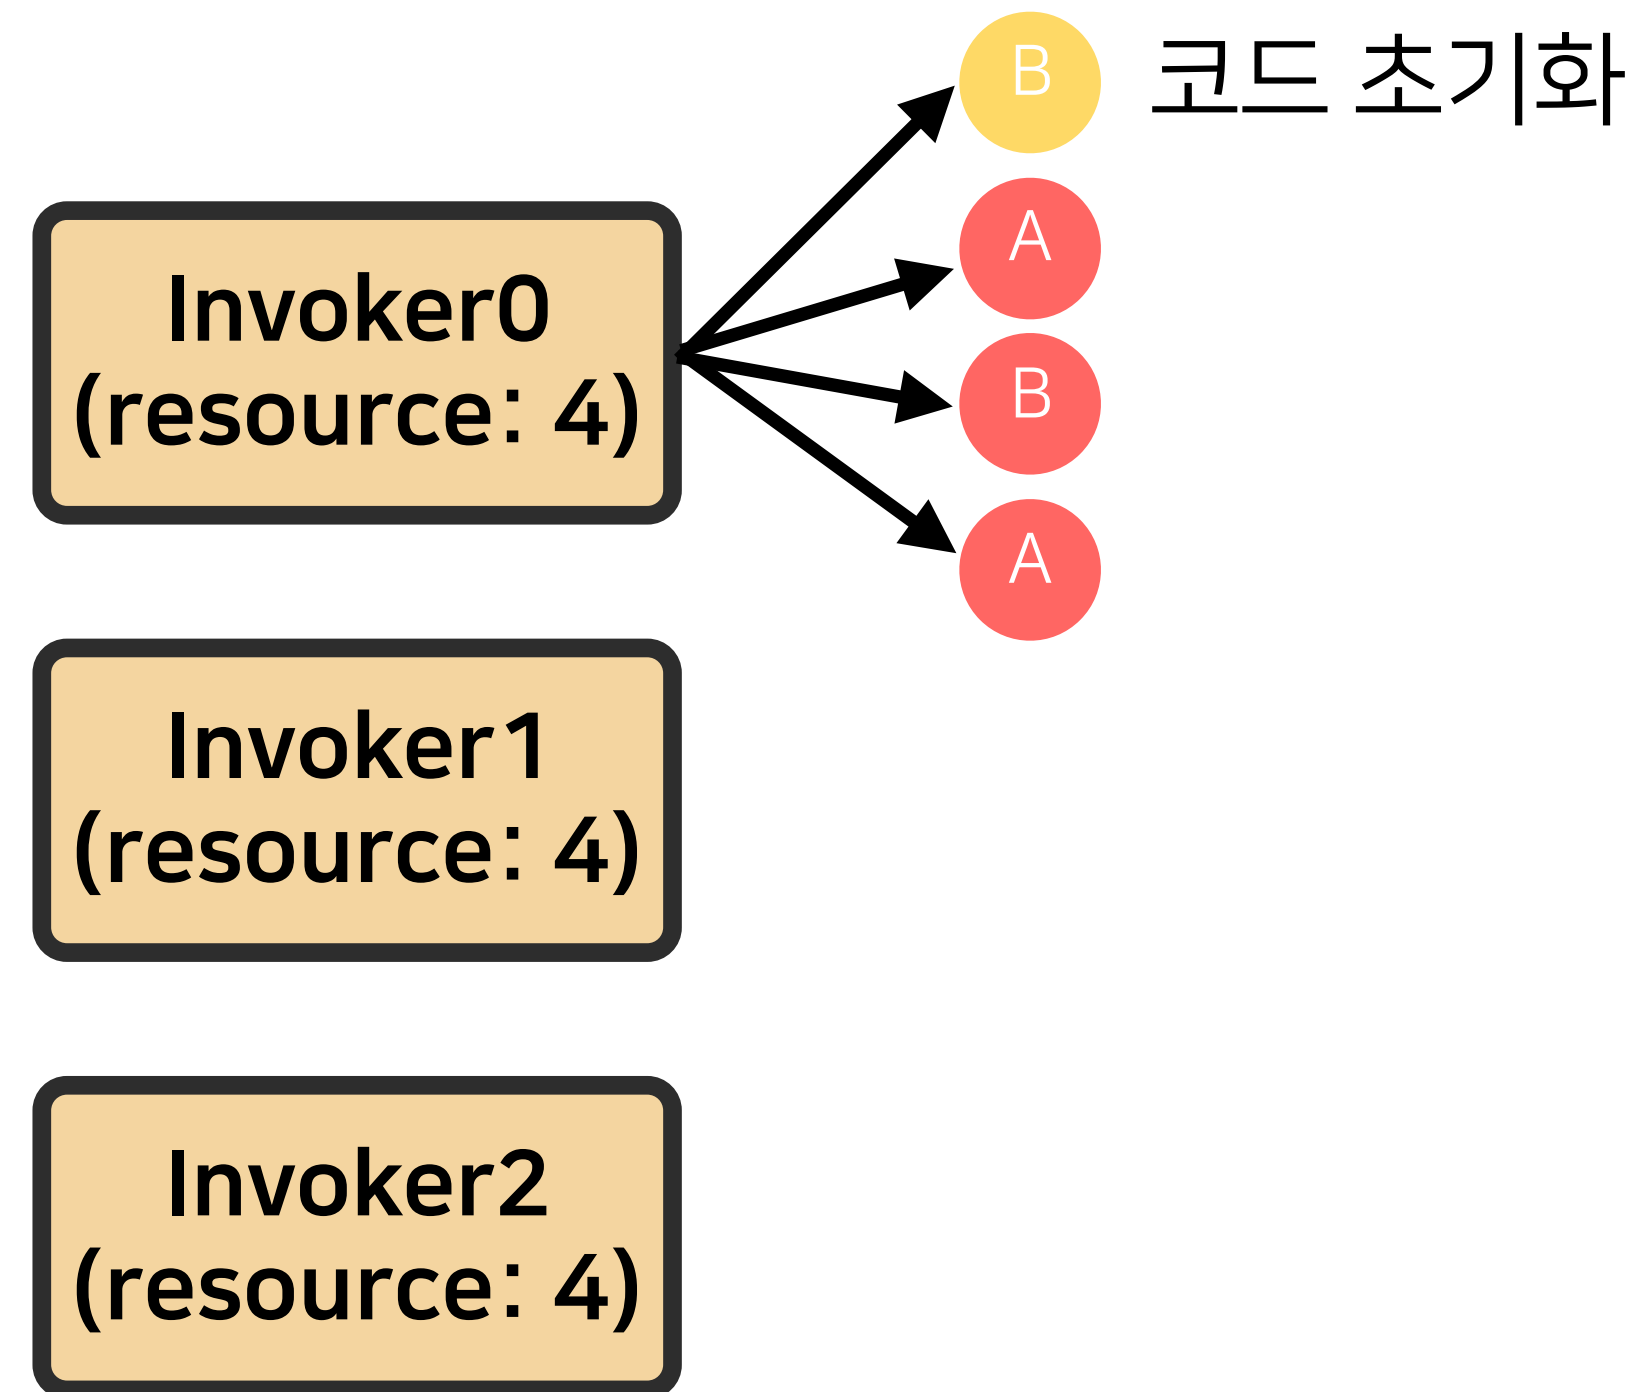 B 코드 초기화
A
Invoker0
(resource: 4)
B
A
Invoker1
(resource: 4)
Invoker2
(resource: 4)